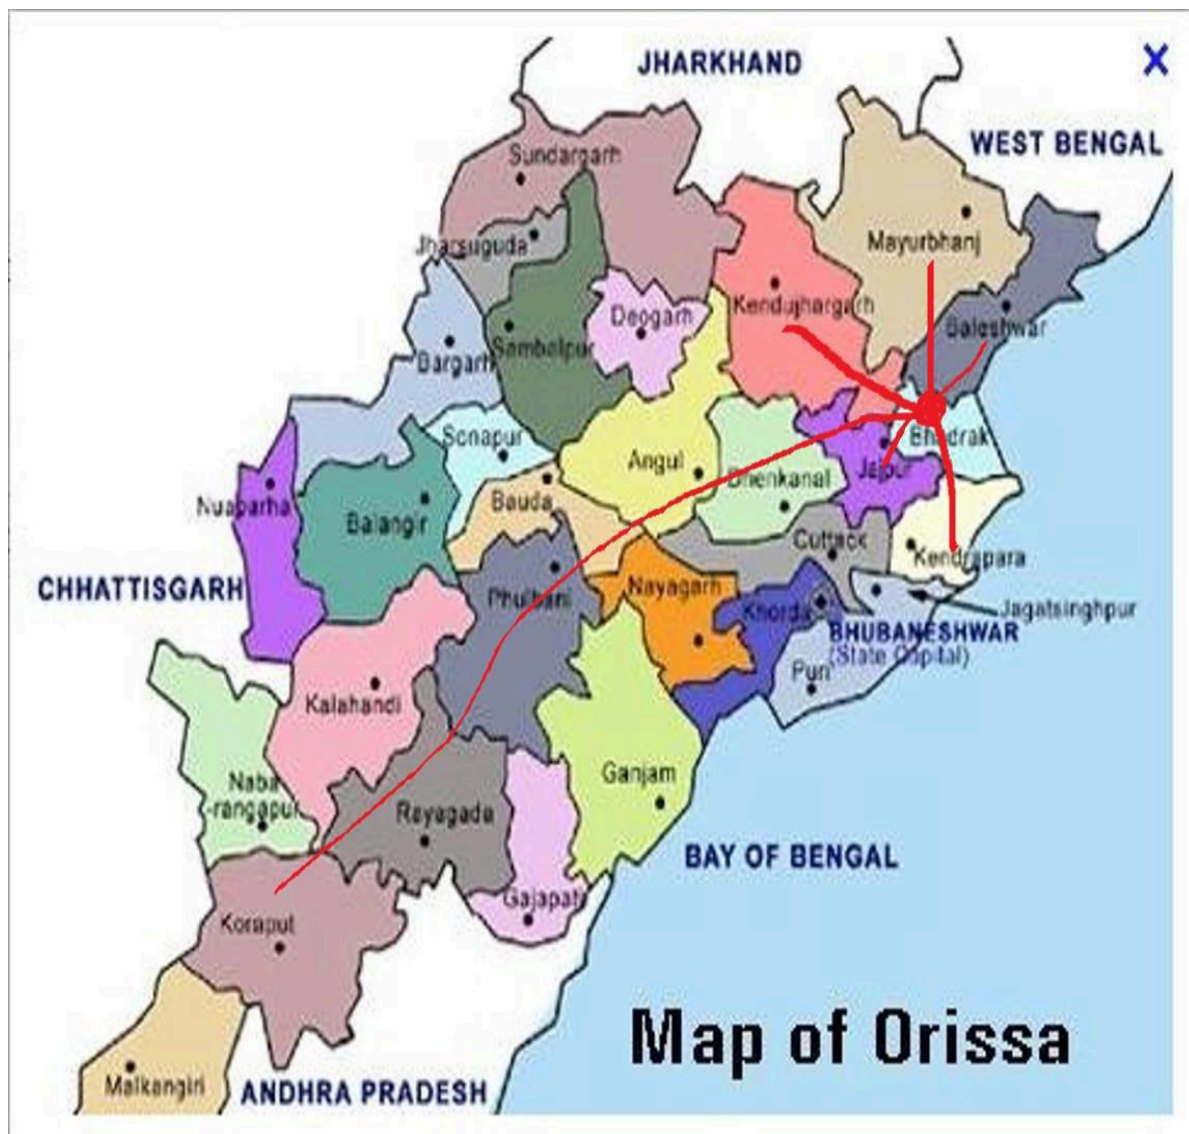 JHARKHAND
X
WEST BENGAL
Sundargarh
Jharsuguda
Mayurbhanj
Deogarh
Kendujhargarh
Baleshwar
Sambalpur
Bargarh
Sonapur
Bhadrak
Angul
Jajpur
Dhenkanal
Nuaparha
Balangir
Bauda
Cuttack
Kendrapara
CHHATTISGARH
Phulbani
Nayagarh
Khorda
Jagatsinghpur
BHUBANESHWAR
(State Capital)
Puri
Kalahandi
Ganjam
Naba
-rangapur
Rayagada
BAY OF BENGAL
Gajapati
Koraput
Map of Orissa
Malkangiri
ANDHRA PRADESH